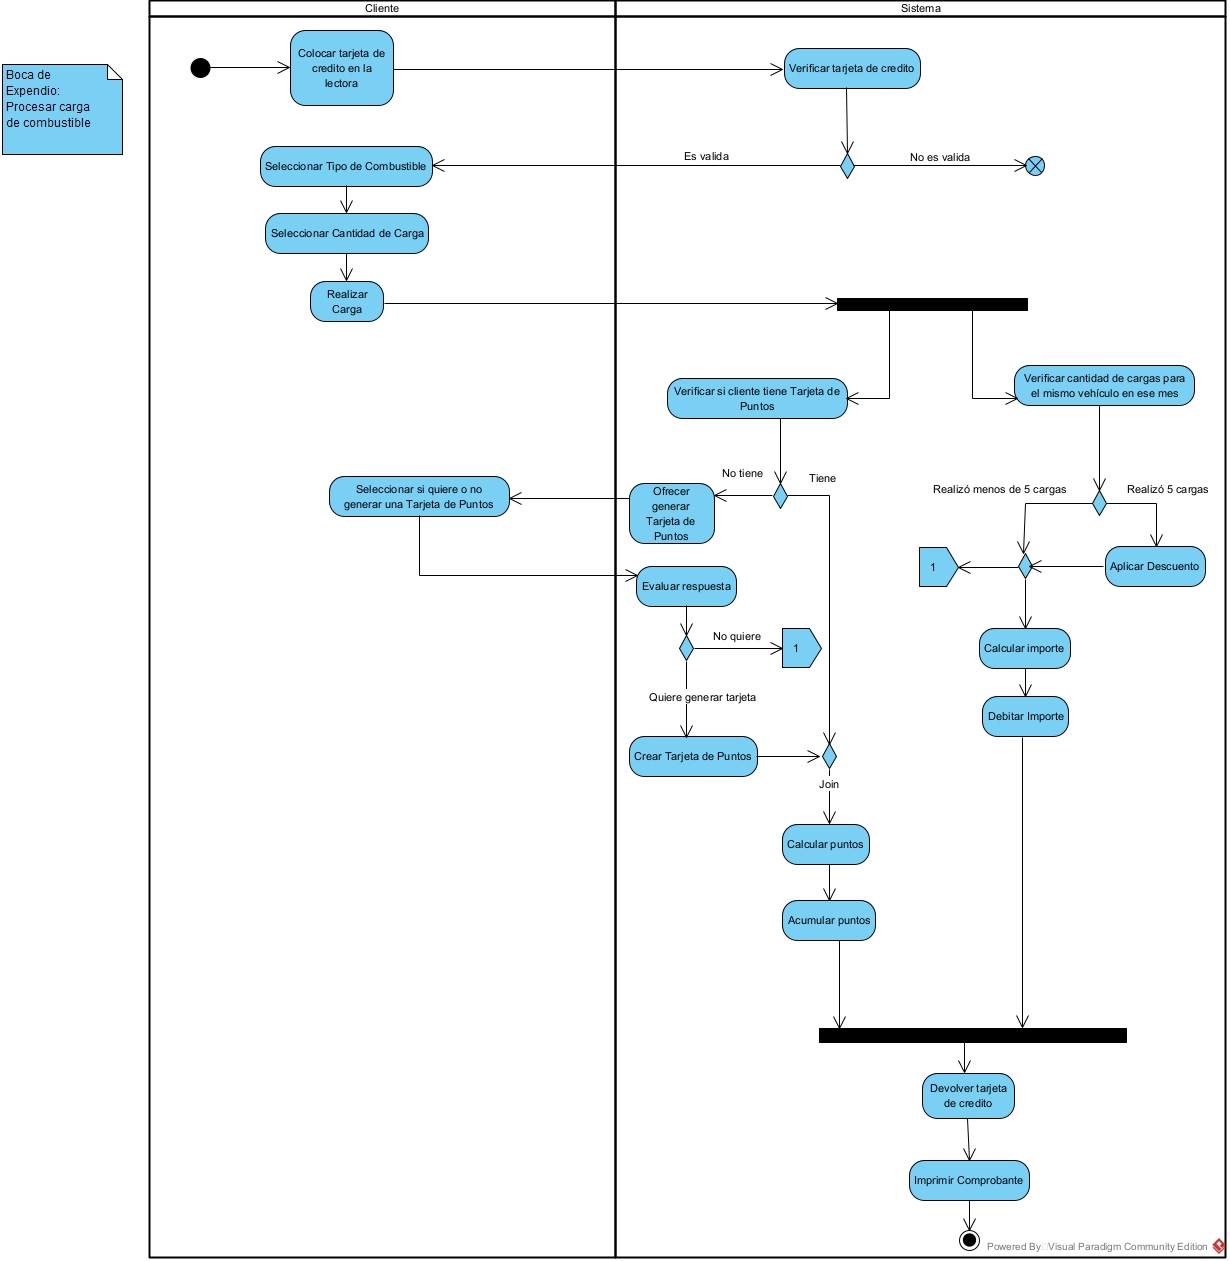 Cliente
Sistema
Boca de
Expendio:
Procesar carga
de combustible
Colocar tarjeta de
credito en la
lectora
Verificar tarjeta de credito
Es valida
No es valida
Seleccionar Tipo de Combustible
Seleccionar Cantidad de Carga
Realizar
Carga
Verificar si cliente tiene Tarjeta de
Puntos
Verificar cantidad de cargas para
el mismo vehículo en ese mes
No tiene
Tiene
Seleccionar si quiere o no
generar una Tarjeta de Puntos
Ofrecer
generar
Tarjeta de
Puntos
Realizó menos de 5 cargas
Realizó 5 cargas
1
Aplicar Descuento
Evaluar respuesta
No quiere
1
Calcular importe
Quiere generar tarjeta
Debitar Importe
Crear Tarjeta de Puntos
Join
Calcular puntos
Acumular puntos
Devolver tarjeta
de credito
Imprimir Comprobante
Powered By Visual Paradigm Community Edition